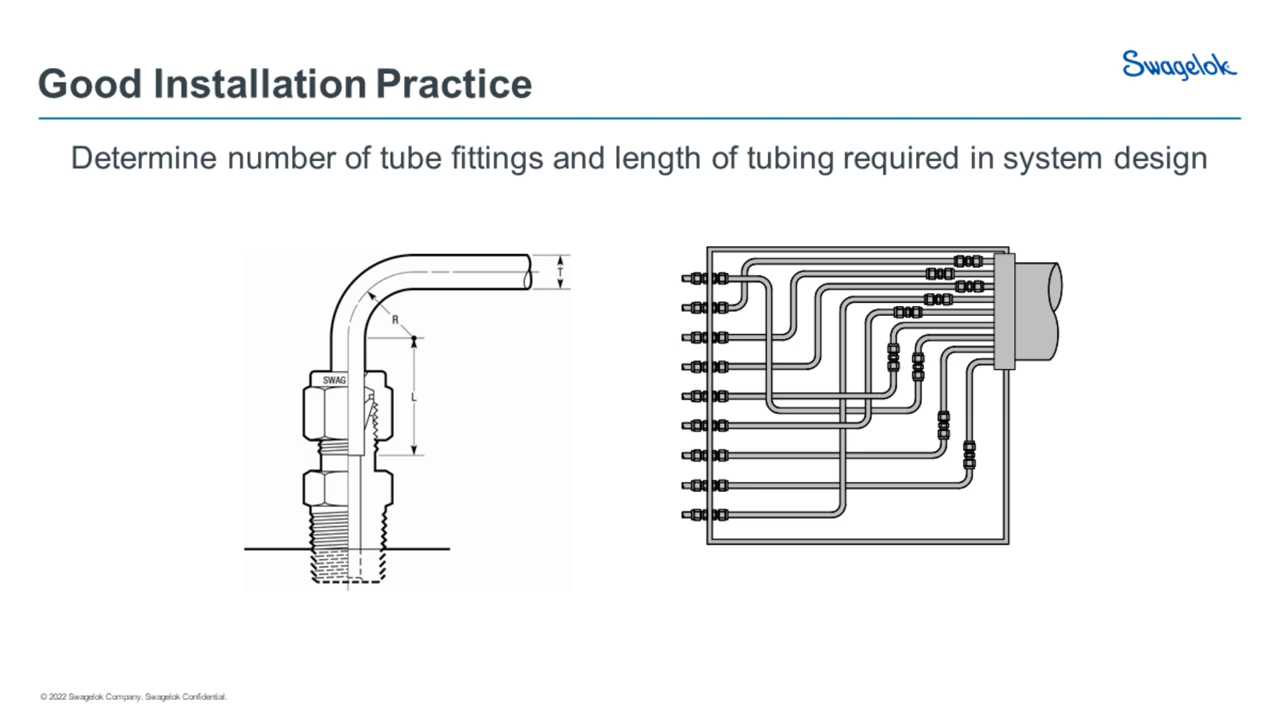 Good Installation Practice
Swagelok
Determine number of tube fittings and length of tubing required in system design
T
R
SWAG
L
© 2022 Swagelok Company. Swagelok Confidential.